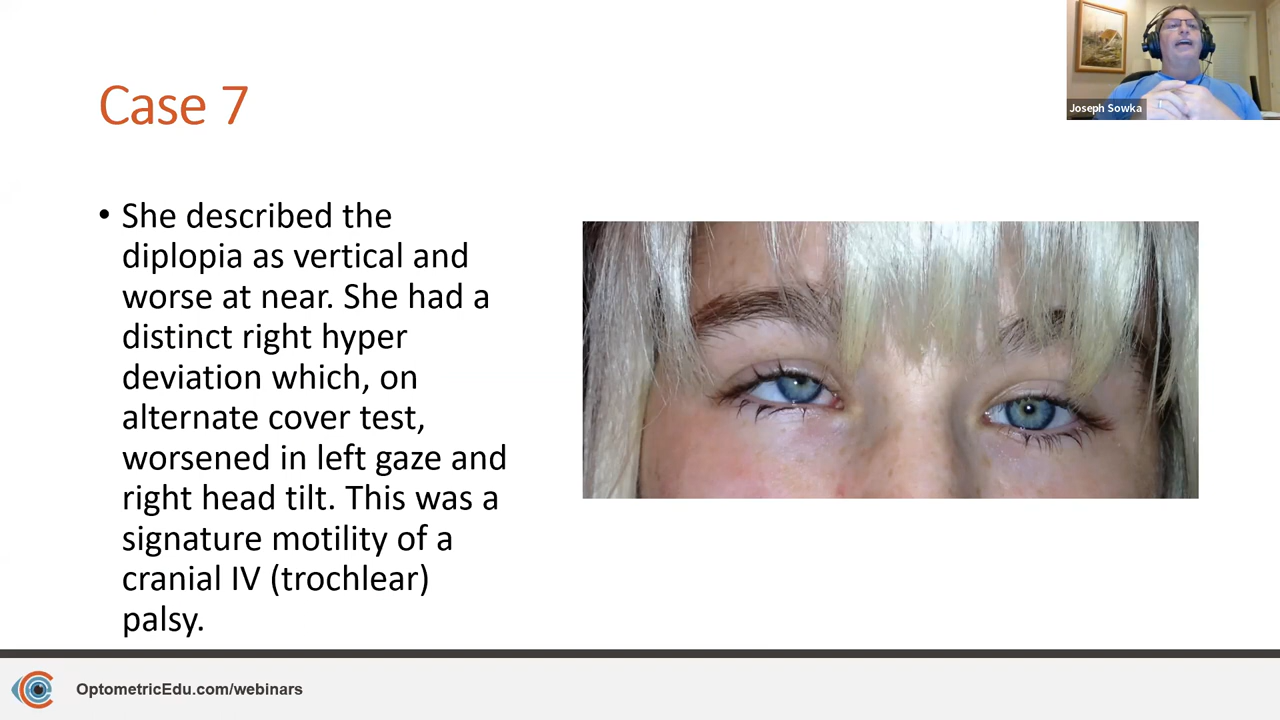 Joseph Sowka
Case 7
• She described the
diplopia as vertical and
worse at near. She had a
distinct right hyper
deviation which, on
alternate cover test,
worsened in left gaze and
right head tilt. This was a
signature motility of a
cranial IV (trochlear)
palsy.
OptometricEdu.com/webinars